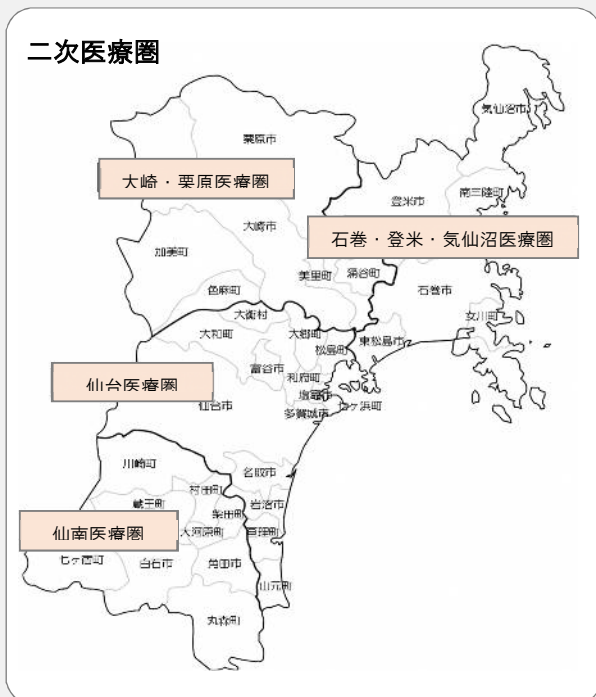 二次医療圏
気仙沼市
栗原市
大崎・栗原医療圏
登米市
南三陸町
大崎市
石巻・登米・気仙沼医療圏
加美町
美里町
涌谷町
石巻市
色麻町
女川町
大衡村
大和町
大郷町
松島町
東松島市
富谷市
利府町
仙台医療圏
塩竈市
仙台市
七ヶ浜町
多賀城市
川崎町
名取市
村田町
蔵王町
岩沼市
柴田町
仙南医療圏
大河原町
亘理町
七ヶ宿町
白石市
角田市
山元町
丸森町